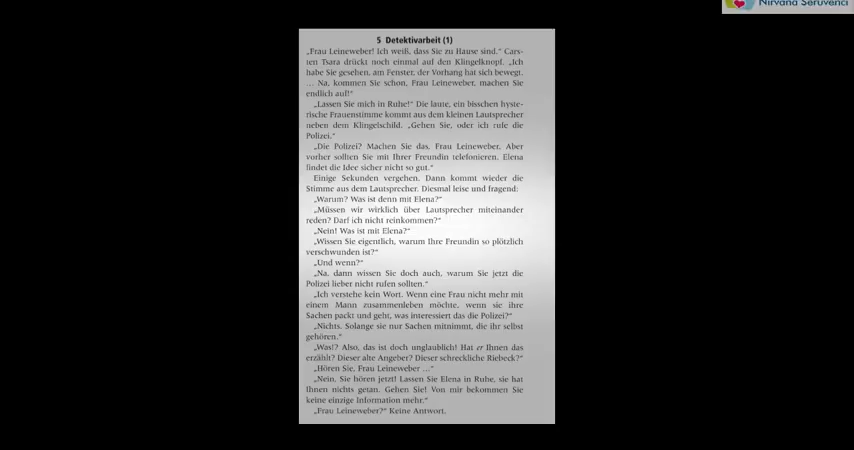 Nirvana Serüvenci
5 Detektivarbeit (1)
„Frau Leineweber! Ich weiß, dass Sie zu Hause sind.“ Cars-
ten Tsara drückt noch einmal auf den Klingelknopf. „Ich
habe Sie gesehen, am Fenster, der Vorhang hat sich bewegt.
... Na, kommen Sie schon, Frau Leineweber, machen Sie
endlich auf!“
„Lassen Sie mich in Ruhe!“ Die laute, ein bisschen hyste-
rische Frauenstimme kommt aus dem kleinen Lautsprecher
neben dem Klingelschild. „Gehen Sie, oder ich rufe die
Polizei.“
„Die Polizei? Machen Sie das, Frau Leineweber. Aber
vorher sollten Sie mit Ihrer Freundin telefonieren. Elena
findet die Idee sicher nicht so gut.“
Einige Sekunden vergehen. Dann kommt wieder die
Stimme aus dem Lautsprecher. Diesmal leise und fragend:
„Warum? Was ist denn mit Elena?“
„Müssen wir wirklich über Lautsprecher miteinander
reden? Darf ich nicht reinkommen?“
„Nein! Was ist mit Elena?“
„Wissen Sie eigentlich, warum Ihre Freundin so plötzlich
verschwunden ist?“
„Und wenn?“
„Na, dann wissen Sie doch auch, warum Sie jetzt die
Polizei lieber nicht rufen sollten.“
„Ich verstehe kein Wort. Wenn eine Frau nicht mehr mit
einem Mann zusammenleben möchte, wenn sie ihre
Sachen packt und geht, was interessiert das die Polizei?“
„Nichts. Solange sie nur Sachen mitnimmt, die ihr selbst
gehören.“
„Was!? Also, das ist doch unglaublich! Hat er Ihnen das
erzählt? Dieser alte Angeber? Dieser schreckliche Riebeck?“
„Hören Sie, Frau Leineweber ...“
„Nein, Sie hören jetzt! Lassen Sie Elena in Ruhe, sie hat
Ihnen nichts getan. Gehen Sie! Von mir bekommen Sie
keine einzige Information mehr.“
„Frau Leineweber?“ Keine Antwort.